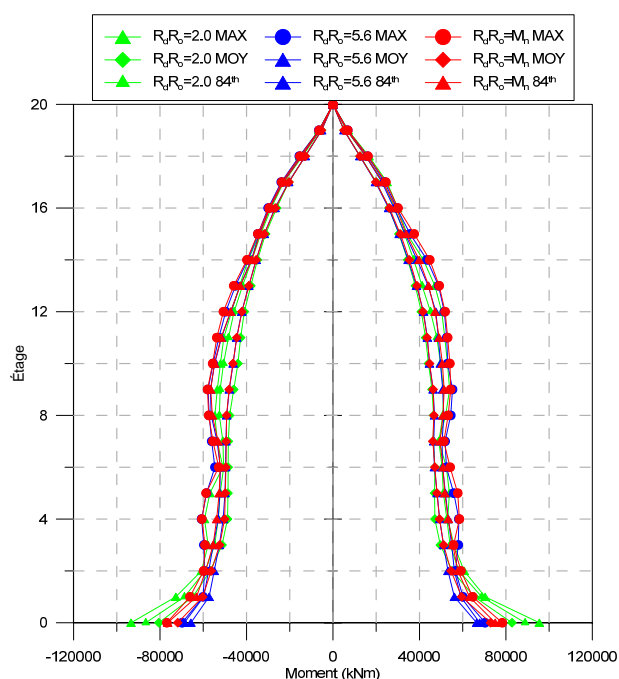 RdRo=2.0 MAX RdRo=5.6 MAX RdRo=Mn MAX
RdRo=2.0 MOY RdRo=5.6 MOY RdRo=Mn MOY
RdRo=2.0 84th RdRo=5.6 84th RdRo=Mn 84th
20
16
12
8
4
0
Étage
-120000 -80000 -40000 0 40000 80000 120000
Moment (kNm)